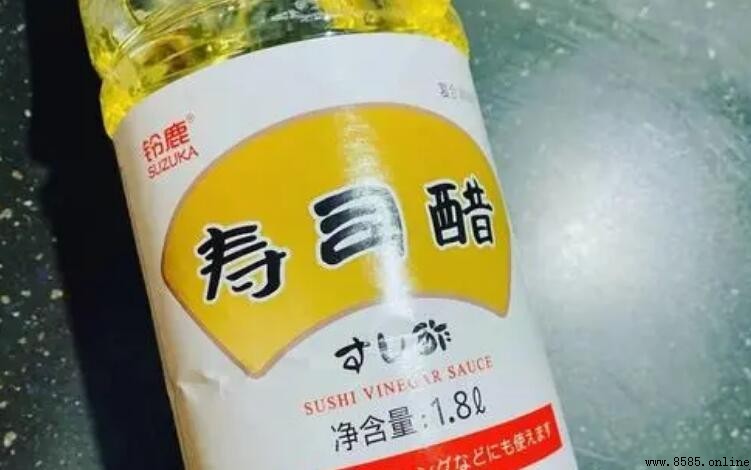 铃鹿®
SUZUKA
寿司醋
すし酢
SUSHI VINEGAR SAUCE
净含量:1.8ℓ
ングなどにも使えます
www.8585.online